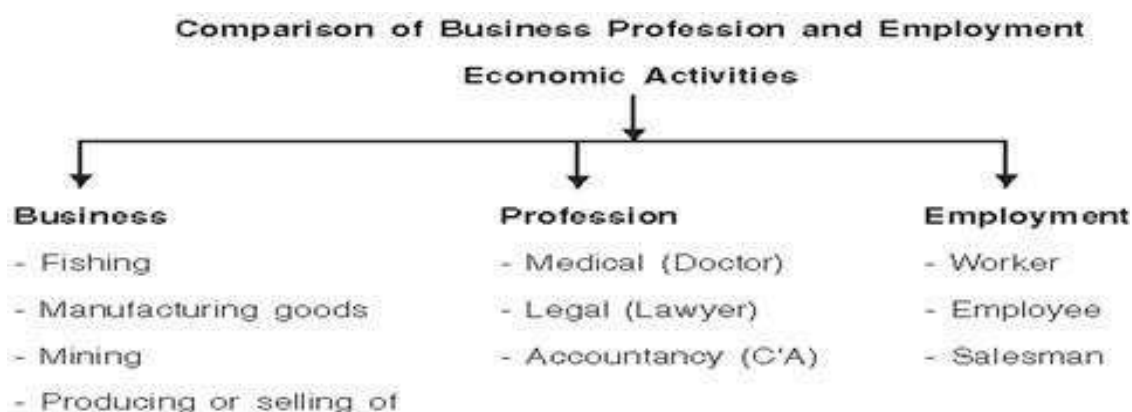 Comparison of Business Profession and Employment
Economic Activities
Business
- Fishing
- Manufacturing goods
- Mining
- Producing or selling of
Profession
- Medical (Doctor)
- Legal (Lawyer)
- Accountancy (C'A)
Employment
- Worker
- Employee
- Salesman